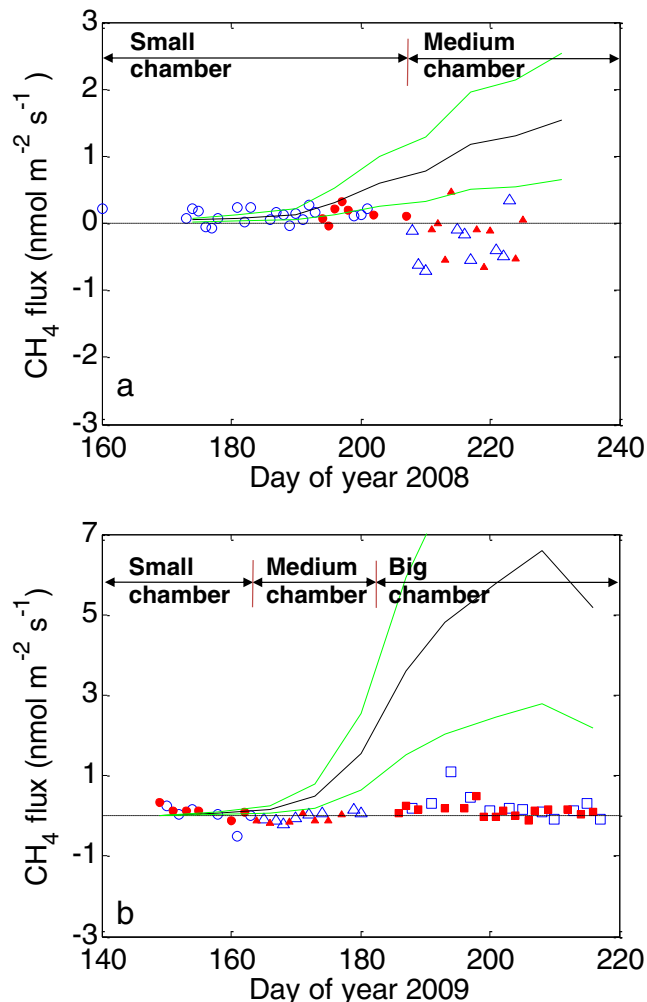 3
Small
chamber
Medium
chamber
2
1
0
-1
-2
-3
CH4 flux (nmol m-2 s-1)
a
160 180 200 220 240
Day of year 2008
7
Small
chamber
Medium
chamber
Big
chamber
5
3
1
-1
-3
CH4 flux (nmol m-2 s-1)
b
140 160 180 200 220
Day of year 2009